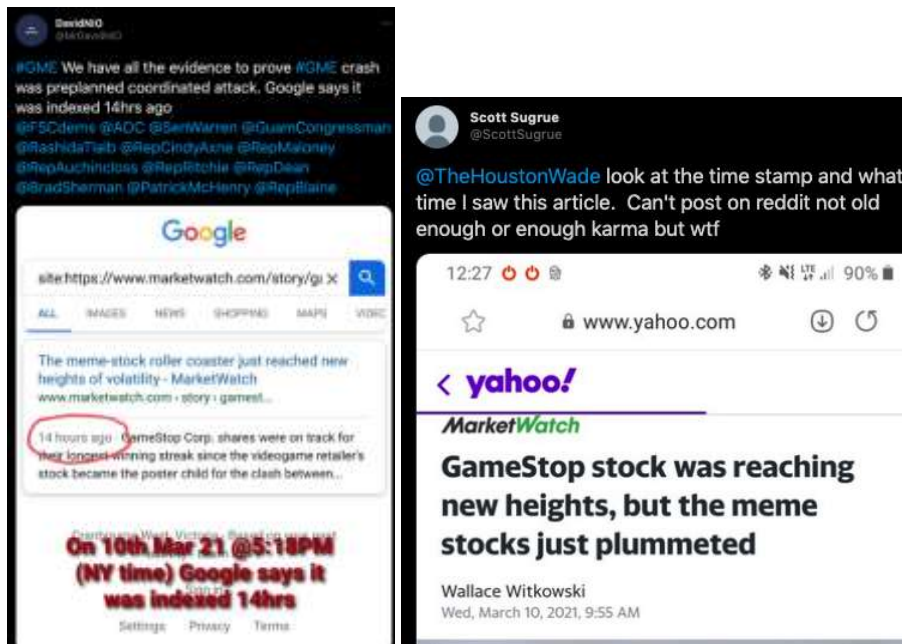 DavidNIO
#GME We have all the evidence to prove #GME crash
was preplanned coordinated attack. Google says it
was indexed 14hrs ago
@FSCdems @AOC @SenWarren @GuamCongressman
@RashidaTlaib @RepCindyAxne @RepMaloney
@RepAuchincloss @RepRitchie @RepDean
@BradSherman @PatrickMcHenry @RepBlaine
Google
site:https://www.marketwatch.com/story/ga ×
ALL IMAGES NEWS SHOPPING MAPS VIDEO
The meme-stock roller coaster just reached new
heights of volatility - MarketWatch
www.marketwatch.com › story › gamest...
14 hours ago · GameStop Corp. shares were on track for
their longest winning streak since the videogame retailer's
stock became the poster child for the clash between...
On 10th Mar 21 @5:18PM
(NY time) Google says it
was indexed 14hrs
Settings Privacy Terms
Scott Sugrue
@ScottSugrue
@TheHoustonWade look at the time stamp and what
time I saw this article. Can't post on reddit not old
enough or enough karma but wtf
12:27 LTE 90%
www.yahoo.com
< yahoo!
MarketWatch
GameStop stock was reaching
new heights, but the meme
stocks just plummeted
Wallace Witkowski
Wed, March 10, 2021, 9:55 AM